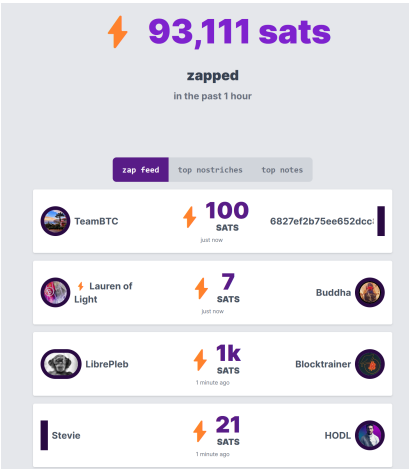 93,111 sats
zapped
in the past 1 hour
zap feed top nostriches top notes
TeamBTC 100 SATS just now 6827ef2b75ee652dcc
Lauren of Light 7 SATS just now Buddha
LibrePleb 1k SATS 1 minute ago Blocktrainer
Stevie 21 SATS 1 minute ago HODL